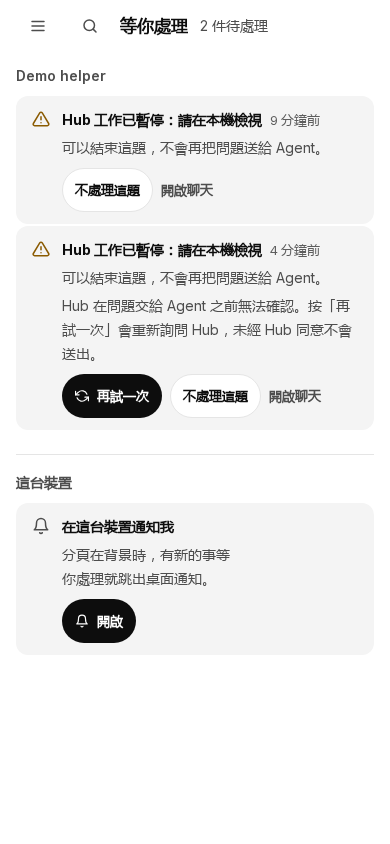 等你處理 2 件待處理
Demo helper
Hub 工作已暫停：請在本機檢視 9 分鐘前
可以結束這題，不會再把問題送給 Agent。
不處理這題 開啟聊天
Hub 工作已暫停：請在本機檢視 4 分鐘前
可以結束這題，不會再把問題送給 Agent。
Hub 在問題交給 Agent 之前無法確認。按「再
試一次」會重新詢問 Hub，未經 Hub 同意不會
送出。
再試一次 不處理這題 開啟聊天
這台裝置
在這台裝置通知我
分頁在背景時，有新的事等
你處理就跳出桌面通知。
開啟